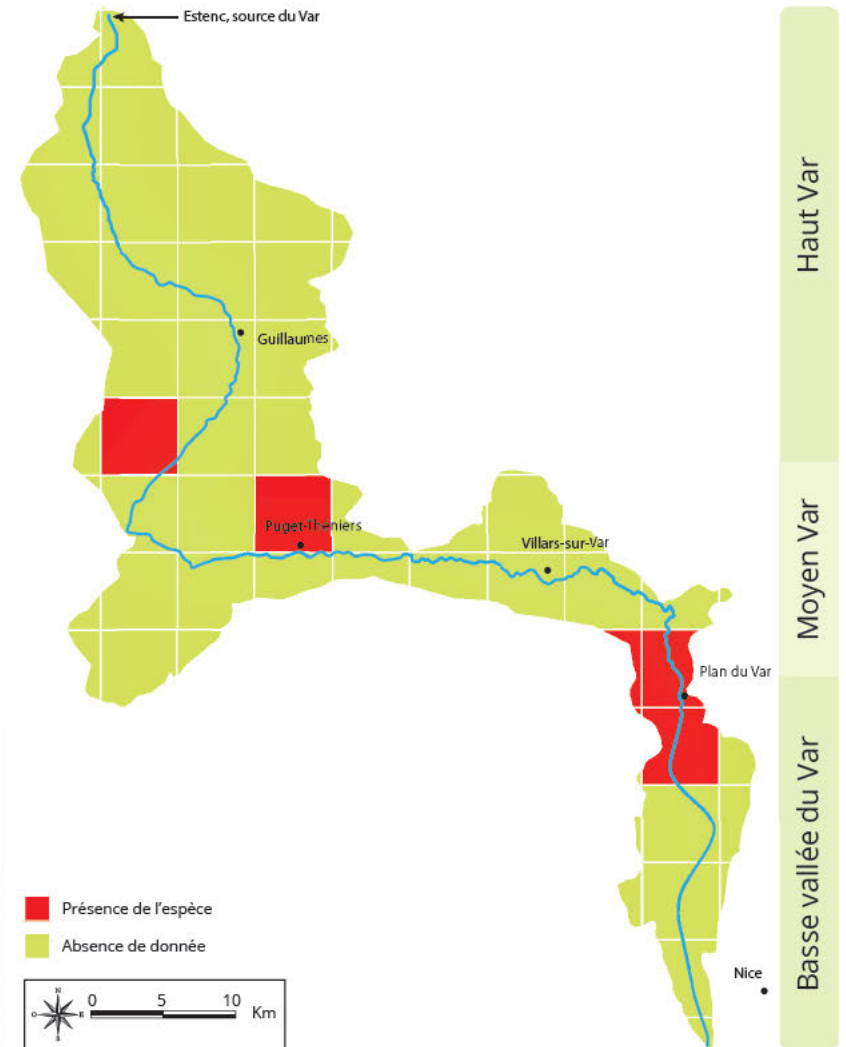 Estenc, source du Var
Haut Var
Guillaumes
Puget-Théniers
Villars-sur-Var
Moyen Var
Plan du Var
Basse vallée du Var
Présence de l'espèce
Absence de donnée
Nice
N
O
E
S
0 5 10 Km